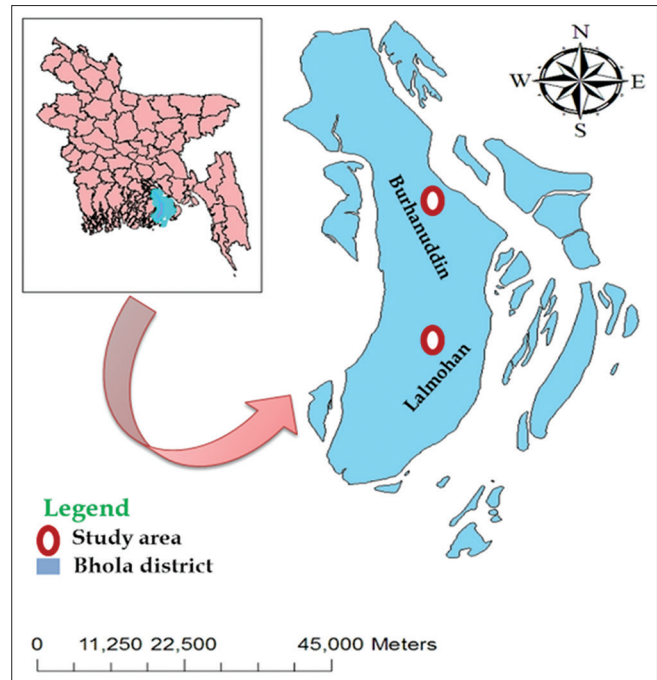 N
W E
S
Burhanuddin
Lalmohan
Legend
Study area
Bhola district
0 11,250 22,500 45,000 Meters